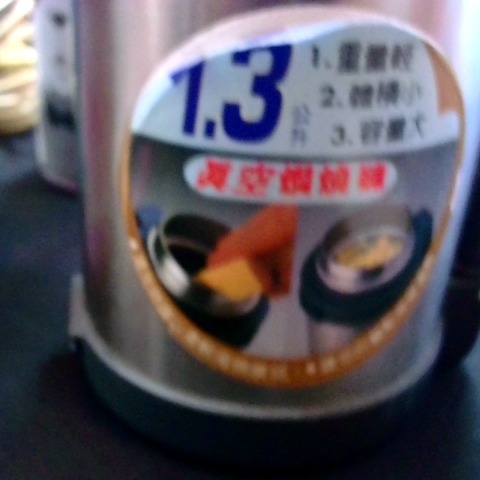 1.3
公升
1. 重量輕
2. 體積小
3. 容量大
真空燜燒罐